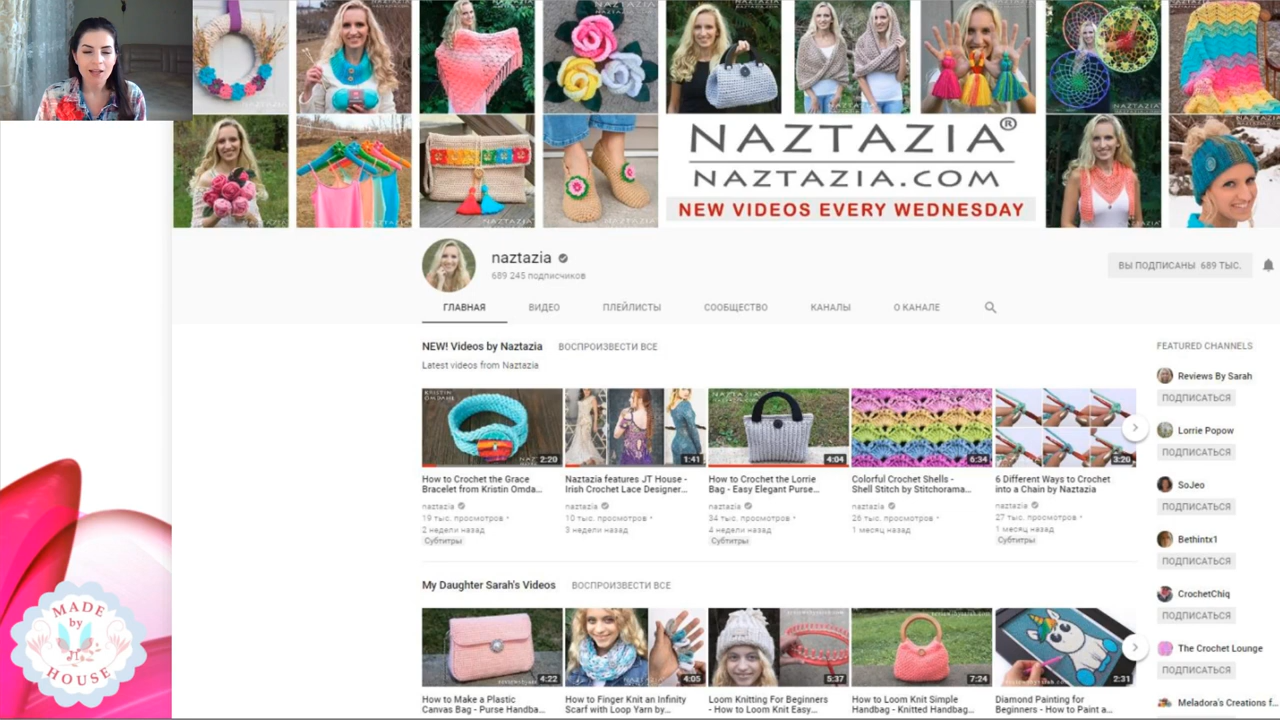 NAZTAZIA®
NAZTAZIA.COM
NEW VIDEOS EVERY WEDNESDAY
naztazia
689 245 подписчиков
ВЫ ПОДПИСАНЫ 689 ТЫС.
ГЛАВНАЯ ВИДЕО ПЛЕЙЛИСТЫ СООБЩЕСТВО КАНАЛЫ О КАНАЛЕ
NEW! Videos by Naztazia ВОСПРОИЗВЕСТИ ВСЕ
Latest videos from Naztazia
2:20
1:41
4:04
6:34
3:20
How to Crochet the Grace
Bracelet from Kristin Omda...
naztazia
19 тыс. просмотров •
2 недели назад
Субтитры
Naztazia features JT House -
Irish Crochet Lace Designer...
naztazia
10 тыс. просмотров •
3 недели назад
How to Crochet the Lorrie
Bag - Easy Elegant Purse...
naztazia
34 тыс. просмотров •
4 недели назад
Субтитры
Colorful Crochet Shells -
Shell Stitch by Stitchorama...
naztazia
26 тыс. просмотров •
1 месяц назад
6 Different Ways to Crochet
into a Chain by Naztazia
naztazia
27 тыс. просмотров •
1 месяц назад
Субтитры
My Daughter Sarah's Videos ВОСПРОИЗВЕСТИ ВСЕ
4:22
4:05
5:37
7:24
2:31
How to Make a Plastic
Canvas Bag - Purse Handba...
How to Finger Knit an Infinity
Scarf with Loop Yarn by...
Loom Knitting For Beginners
- How to Loom Knit Easy...
How to Loom Knit Simple
Handbag - Knitted Handbag...
Diamond Painting for
Beginners - How to Paint a...
FEATURED CHANNELS
Reviews By Sarah
ПОДПИСАТЬСЯ
Lorrie Popow
ПОДПИСАТЬСЯ
SoJeo
ПОДПИСАТЬСЯ
Bethintx1
ПОДПИСАТЬСЯ
CrochetChiq
ПОДПИСАТЬСЯ
The Crochet Lounge
ПОДПИСАТЬСЯ
Meladora's Creations f...
MADE
by
JT
HOUSE